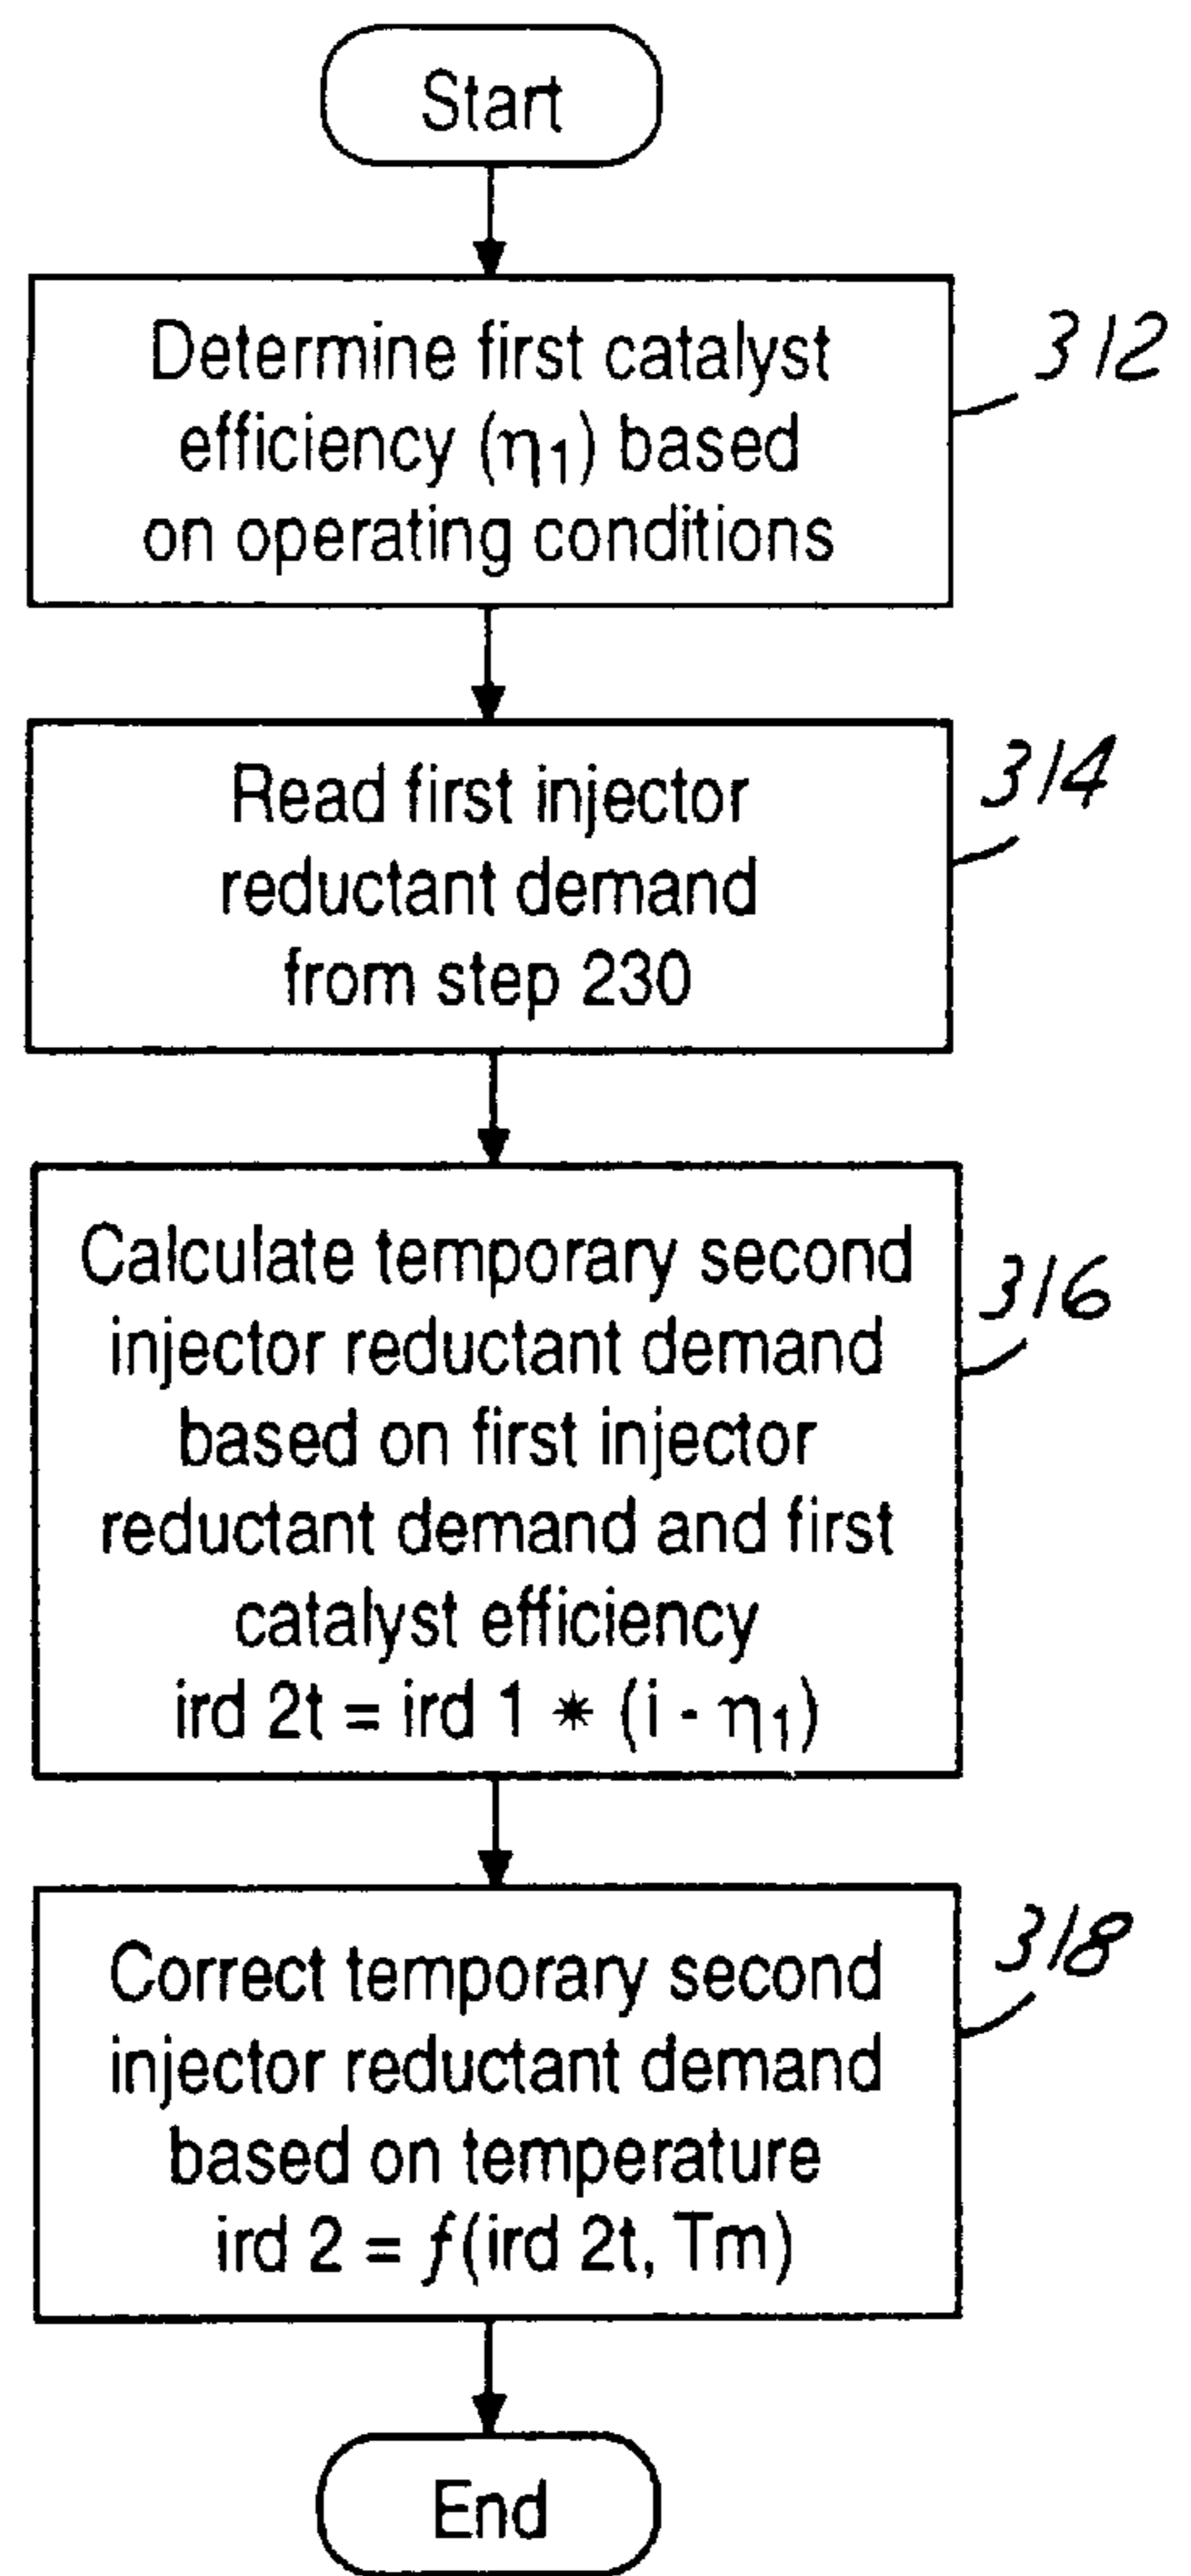 Start
Determine first catalyst
efficiency (η1) based
on operating conditions
312
Read first injector
reductant demand
from step 230
314
Calculate temporary second
injector reductant demand
based on first injector
reductant demand and first
catalyst efficiency
ird 2t = ird 1 * (i - η1)
316
Correct temporary second
injector reductant demand
based on temperature
ird 2 = f(ird 2t, Tm)
318
End